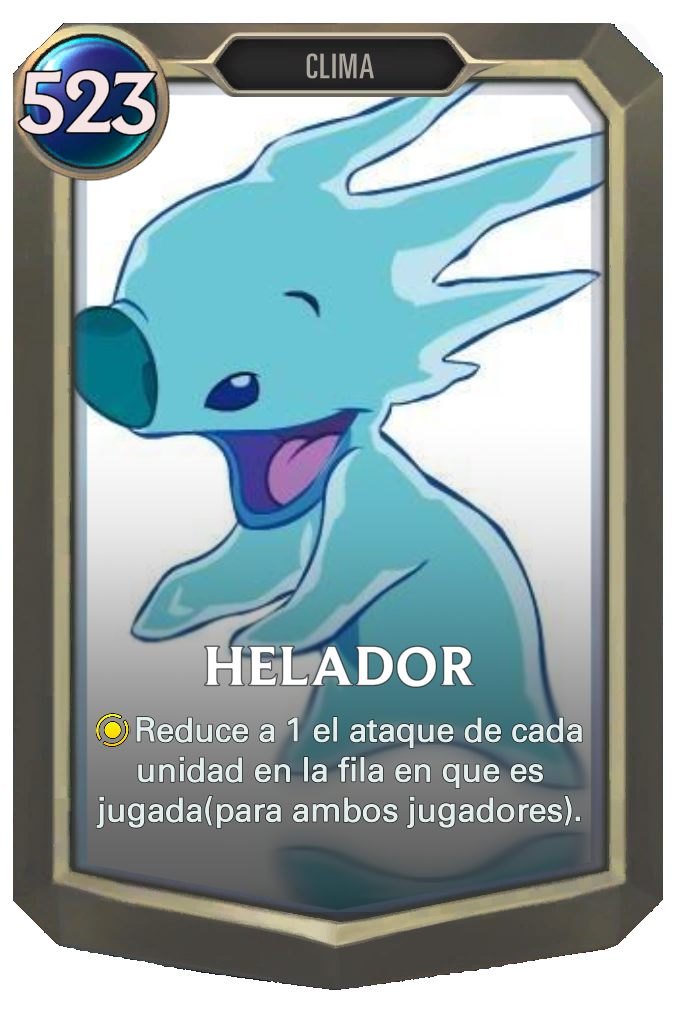 CLIMA
523
HELADOR
Reduce a 1 el ataque de cada
unidad en la fila en que es
jugada(para ambos jugadores).